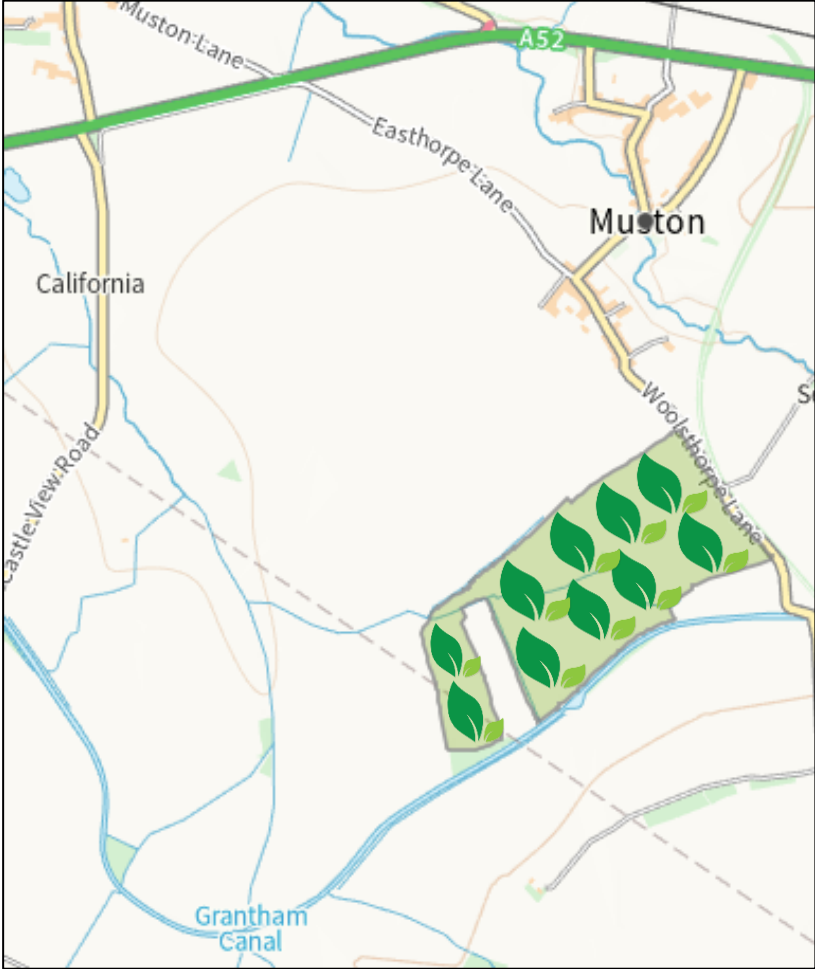 Muston Lane
A52
Easthorpe Lane
Muston
California
Woolsthorpe Lane
Castle View Road
Grantham
Canal